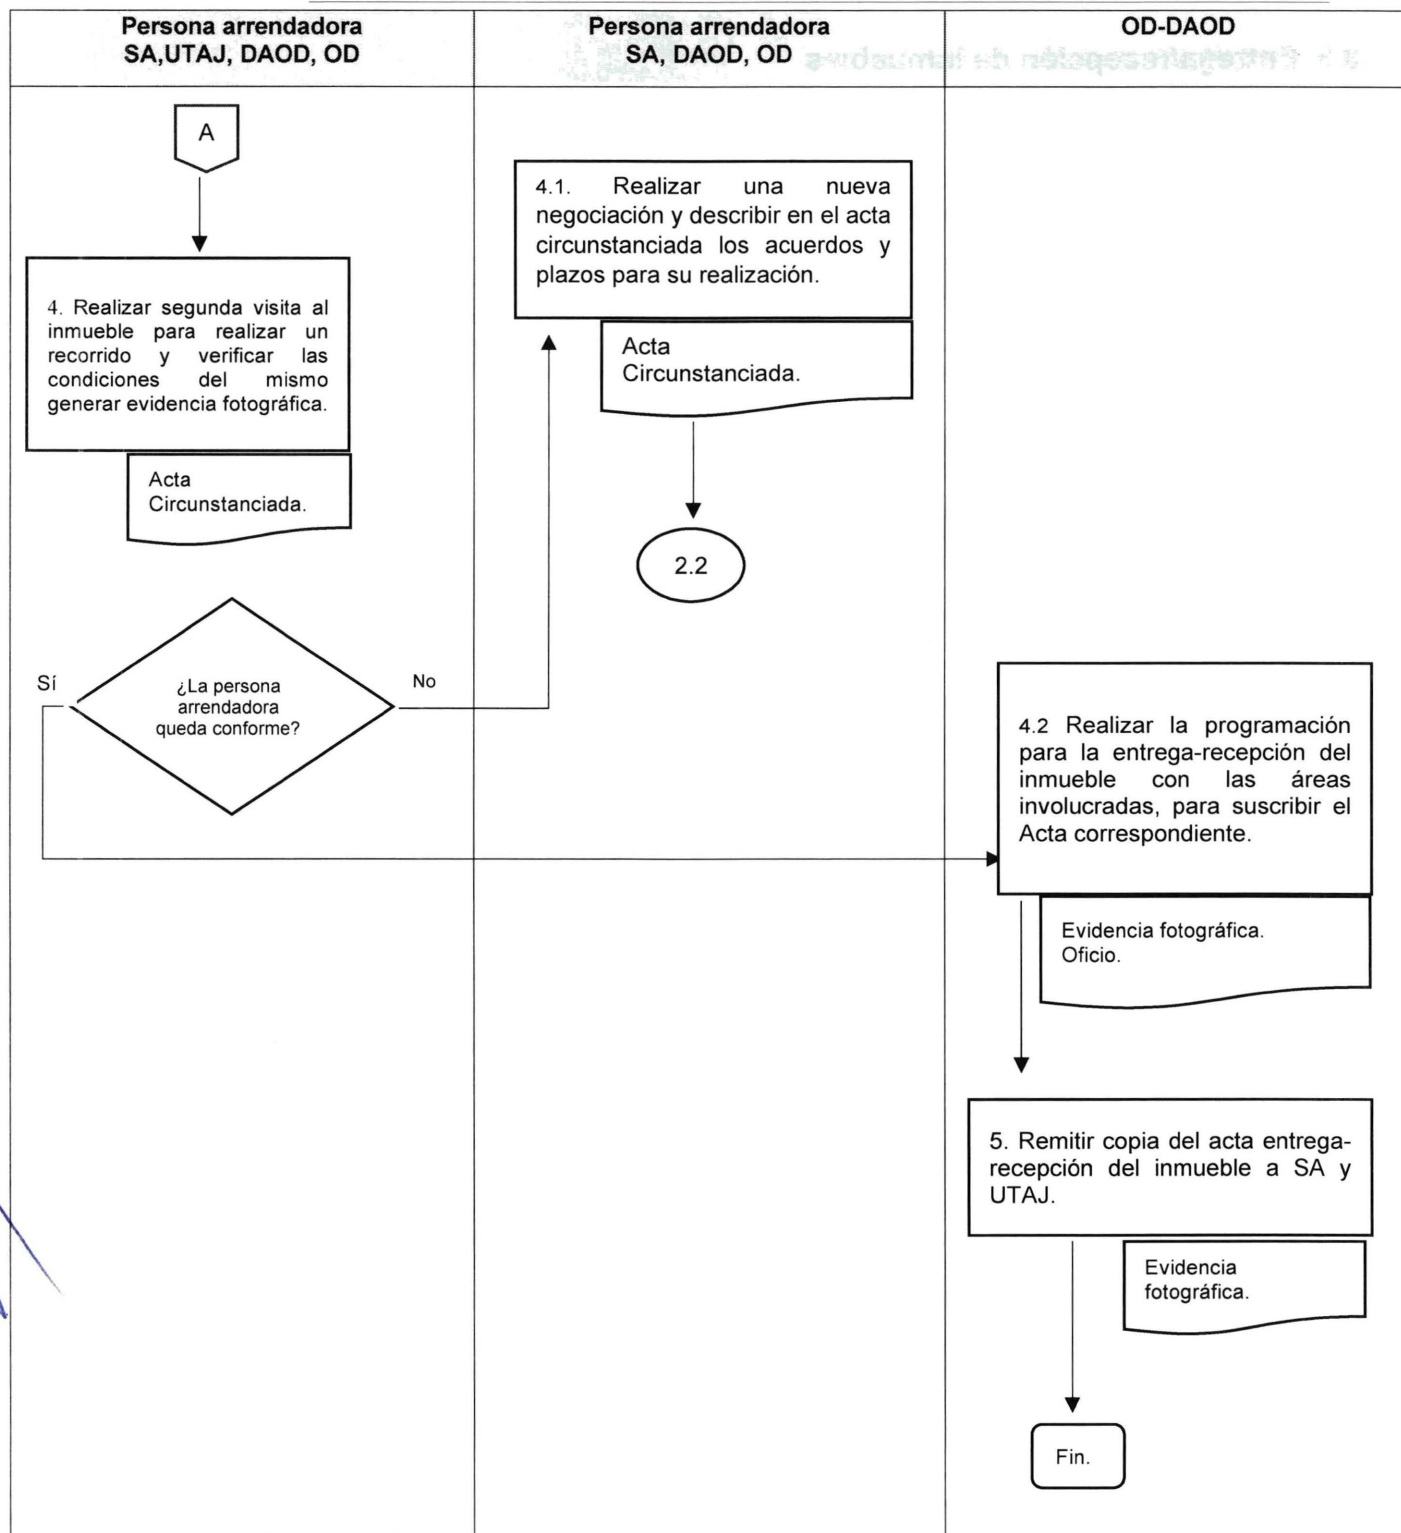 Persona arrendadora
SA,UTAJ, DAOD, OD
Persona arrendadora
SA, DAOD, OD
OD-DAOD
A
4. Realizar segunda visita al
inmueble para realizar un
recorrido y verificar las
condiciones del mismo
generar evidencia fotográfica.
Acta
Circunstanciada.
¿La persona
arrendadora
queda conforme?
Sí
No
4.1. Realizar una nueva
negociación y describir en el acta
circunstanciada los acuerdos y
plazos para su realización.
Acta
Circunstanciada.
2.2
4.2 Realizar la programación
para la entrega-recepción del
inmueble con las áreas
involucradas, para suscribir el
Acta correspondiente.
Evidencia fotográfica.
Oficio.
5. Remitir copia del acta entrega-
recepción del inmueble a SA y
UTAJ.
Evidencia
fotográfica.
Fin.